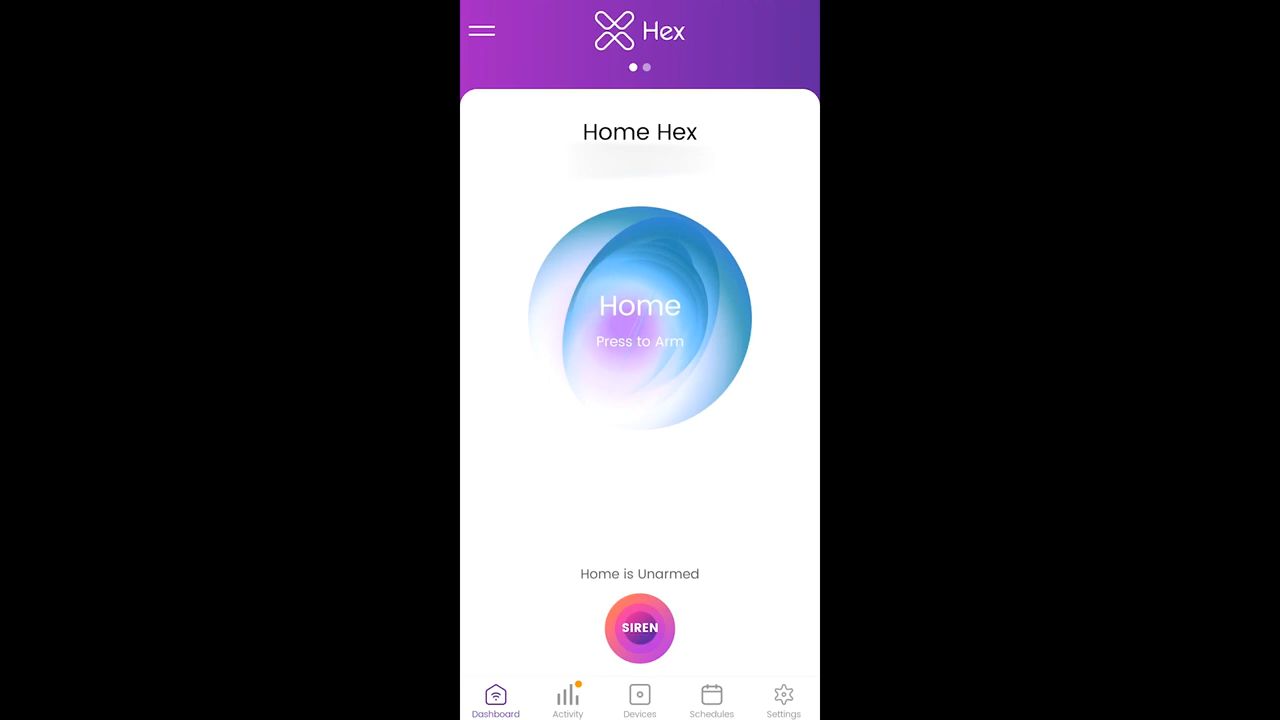 Hex
Home Hex
Home
Press to Arm
Home is Unarmed
SIREN
Dashboard
Activity
Devices
Schedules
Settings